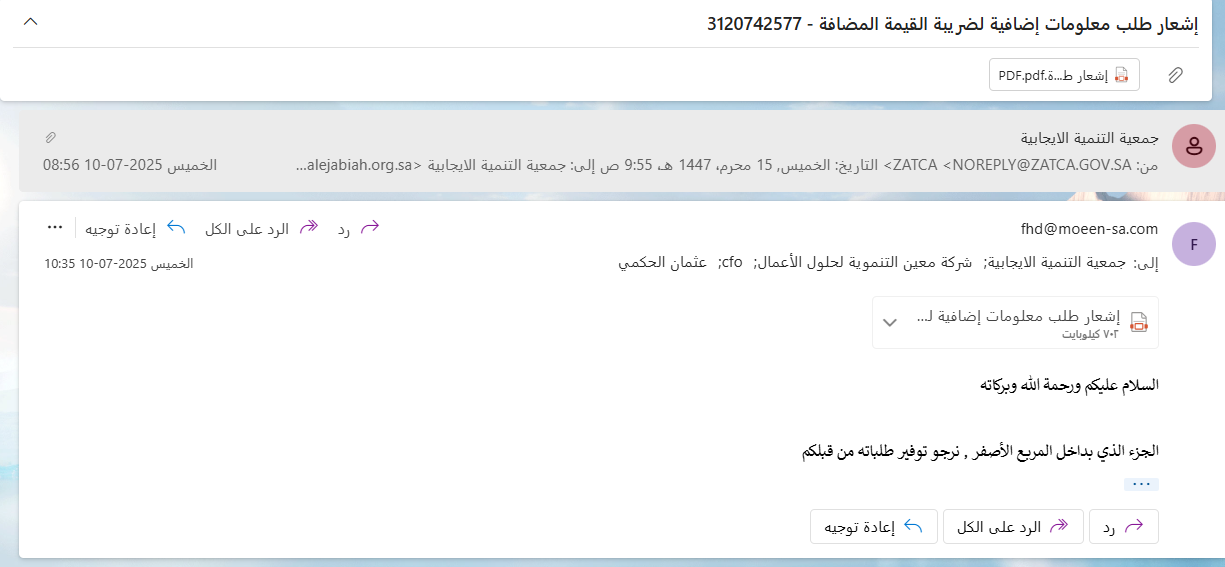 إشعار طلب معلومات إضافية لضريبة القيمة المضافة - 3120742577
إشعار ط...ة.PDF.pdf
جمعية التنمية الايجابية
من: ZATCA <NOREPLY@ZATCA.GOV.SA> التاريخ: الخميس, 15 محرم، 1447 هـ 9:55 ص إلى: جمعية التنمية الايجابية <alejabiah.org.sa...
الخميس 2025-07-10 08:56
fhd@moeen-sa.com
رد
الرد على الكل
إعادة توجيه
...
F
إلى: جمعية التنمية الايجابية; شركة معين التنموية لحلول الأعمال; cfo; عثمان الحكمي
الخميس 2025-07-10 10:35
إشعار طلب معلومات إضافية ل...
٧٠٢ كيلوبايت
السلام عليكم ورحمة الله وبركاته
الجزء الذي بداخل المربع الأصفر , نرجو توفير طلباته من قبلكم
...
رد
الرد على الكل
إعادة توجيه